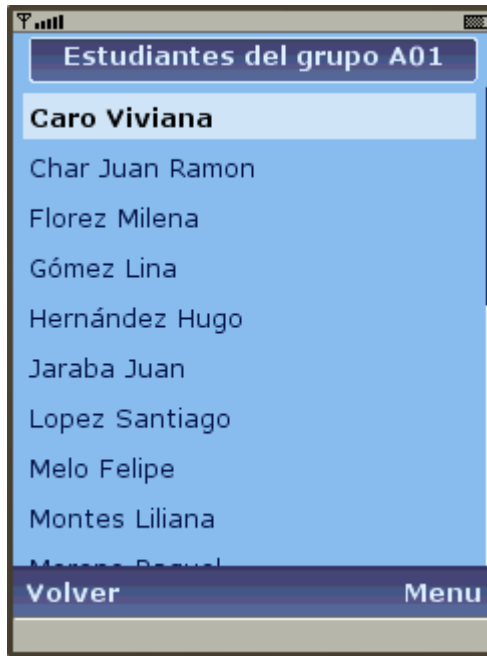 Estudiantes del grupo A01
Caro Viviana
Char Juan Ramon
Florez Milena
Gómez Lina
Hernández Hugo
Jaraba Juan
Lopez Santiago
Melo Felipe
Montes Liliana
Volver Menu